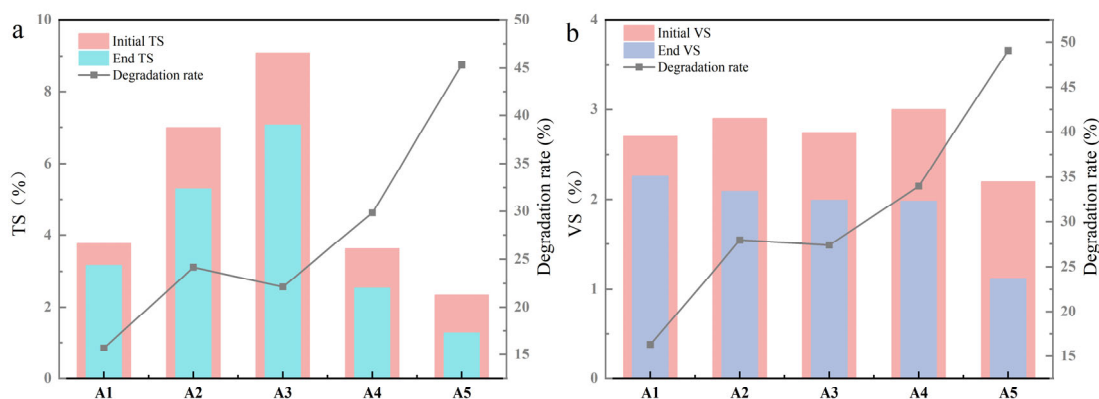 a
Initial TS
End TS
Degradation rate
10
8
6
4
2
0
TS（%）
50
45
40
35
30
25
20
15
Degradation rate (%)
A1 A2 A3 A4 A5
b
Initial VS
End VS
Degradation rate
4
3
2
1
0
VS（%）
50
45
40
35
30
25
20
15
Degradation rate (%)
A1 A2 A3 A4 A5